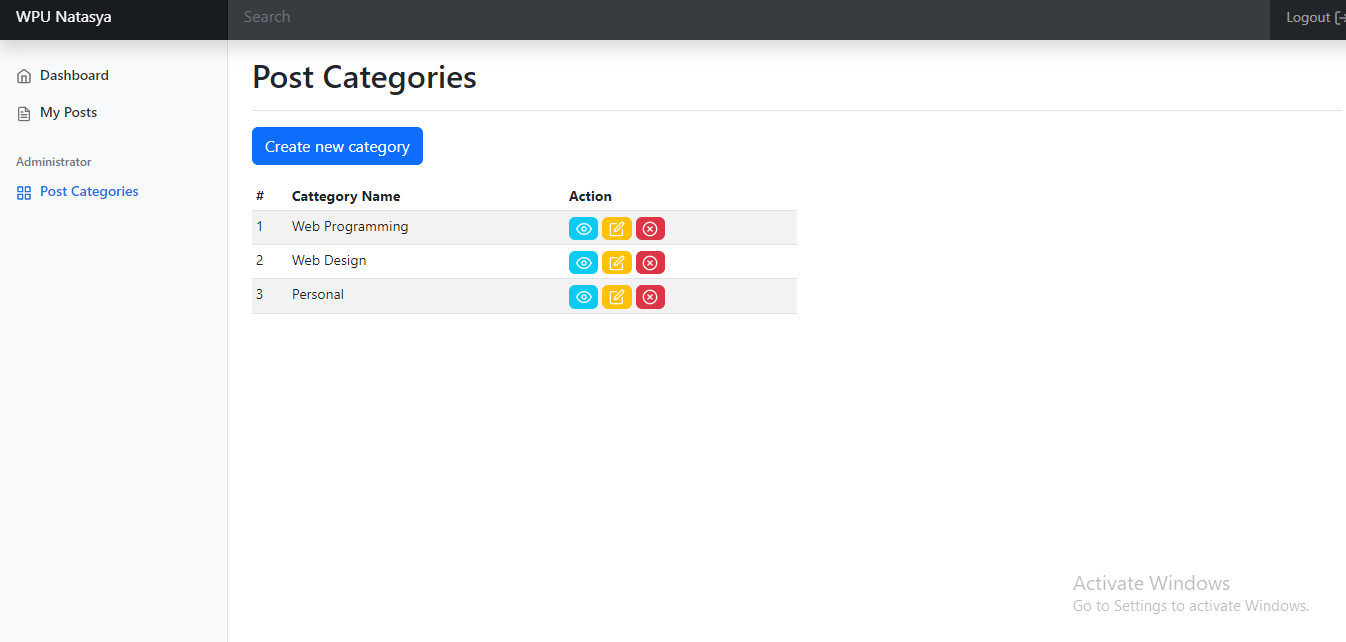 WPU Natasya
Search
Logout
Dashboard
My Posts
Administrator
Post Categories
Post Categories
Create new category
# Cattegory Name Action
1 Web Programming
2 Web Design
3 Personal
Activate Windows
Go to Settings to activate Windows.